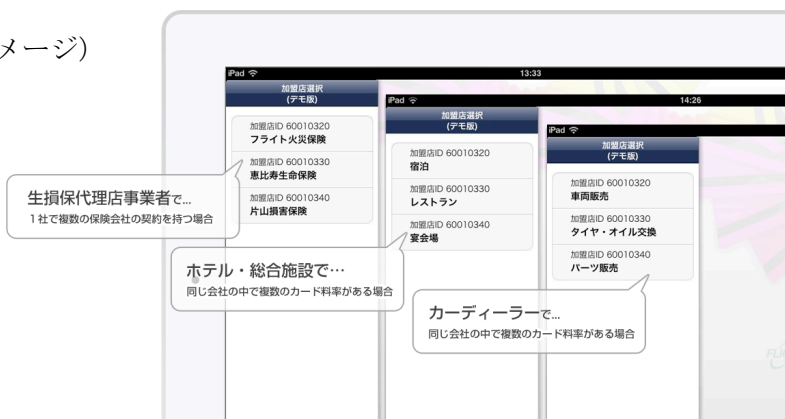 メージ)
iPad
13:33
加盟店選択
(デモ版)
加盟店ID 60010320
フライト火災保険
加盟店ID 60010330
恵比寿生命保険
加盟店ID 60010340
片山損害保険
生損保代理店事業者で...
1社で複数の保険会社の契約を持つ場合
iPad
14:26
加盟店選択
(デモ版)
加盟店ID 60010320
宿泊
加盟店ID 60010330
レストラン
加盟店ID 60010340
宴会場
ホテル・総合施設で…
同じ会社の中で複数のカード料率がある場合
iPad
加盟店選択
(デモ版)
加盟店ID 60010320
車両販売
加盟店ID 60010330
タイヤ・オイル交換
加盟店ID 60010340
パーツ販売
カーディーラーで...
同じ会社の中で複数のカード料率がある場合